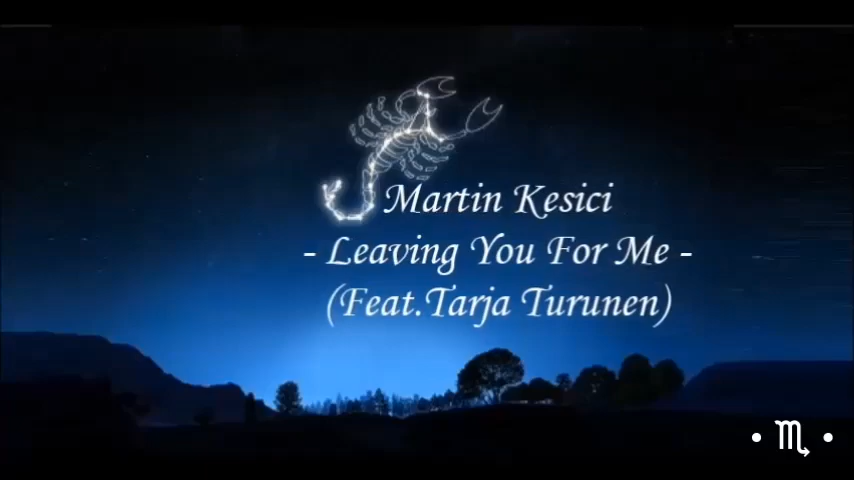 Martin Kesici
- Leaving You For Me -
(Feat.Tarja Turunen)
• ♏ •